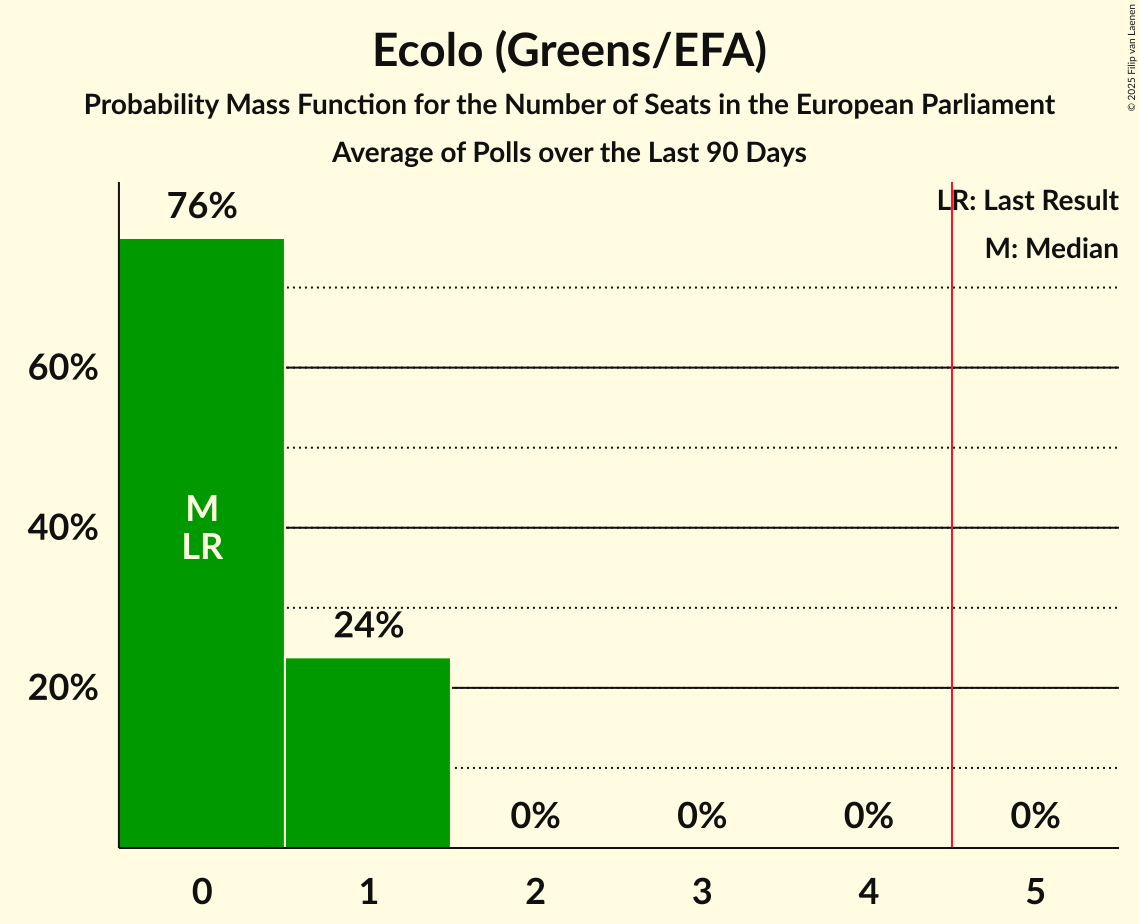 Ecolo (Greens/EFA)
Probability Mass Function for the Number of Seats in the European Parliament
Average of Polls over the Last 90 Days
© 2025 Filip van Laenen
LR: Last Result
M: Median
76%
60%
40%
20%
M
LR
24%
0% 0% 0% 0%
0 1 2 3 4 5